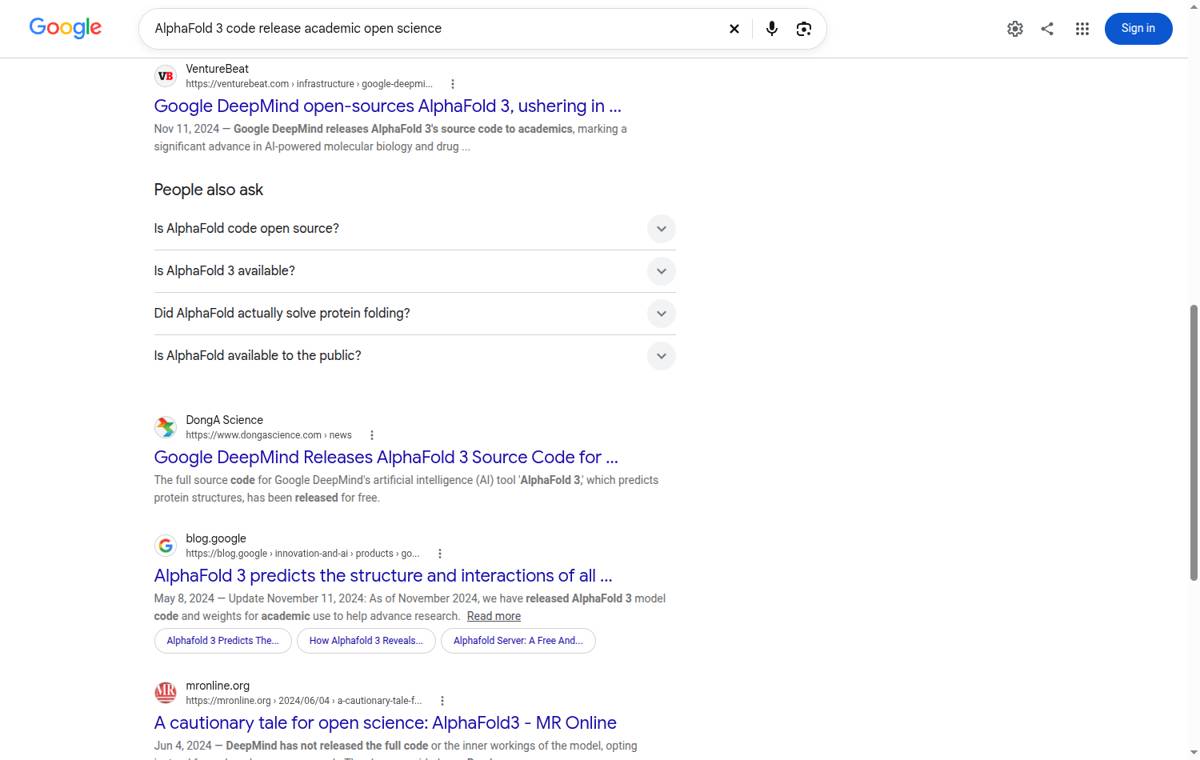 Google
AlphaFold 3 code release academic open science
Sign in
VB
VentureBeat
https://venturebeat.com › infrastructure › google-deepmi...
Google DeepMind open-sources AlphaFold 3, ushering in ...
Nov 11, 2024 — Google DeepMind releases AlphaFold 3's source code to academics, marking a
significant advance in AI-powered molecular biology and drug ...
People also ask
Is AlphaFold code open source?
Is AlphaFold 3 available?
Did AlphaFold actually solve protein folding?
Is AlphaFold available to the public?
DongA Science
https://www.dongascience.com › news
Google DeepMind Releases AlphaFold 3 Source Code for ...
The full source code for Google DeepMind's artificial intelligence (AI) tool 'AlphaFold 3,' which predicts
protein structures, has been released for free.
blog.google
https://blog.google › innovation-and-ai › products › go...
AlphaFold 3 predicts the structure and interactions of all ...
May 8, 2024 — Update November 11, 2024: As of November 2024, we have released AlphaFold 3 model
code and weights for academic use to help advance research. Read more
Alphafold 3 Predicts The...
How Alphafold 3 Reveals...
Alphafold Server: A Free And...
MR
mronline.org
https://mronline.org › 2024/06/04 › a-cautionary-tale-f...
A cautionary tale for open science: AlphaFold3 - MR Online
Jun 4, 2024 — DeepMind has not released the full code or the inner workings of the model, opting